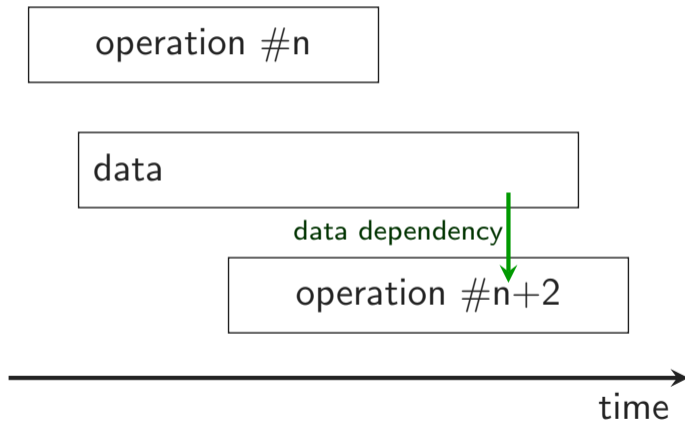 operation #n
data
data dependency
operation #n+2
time